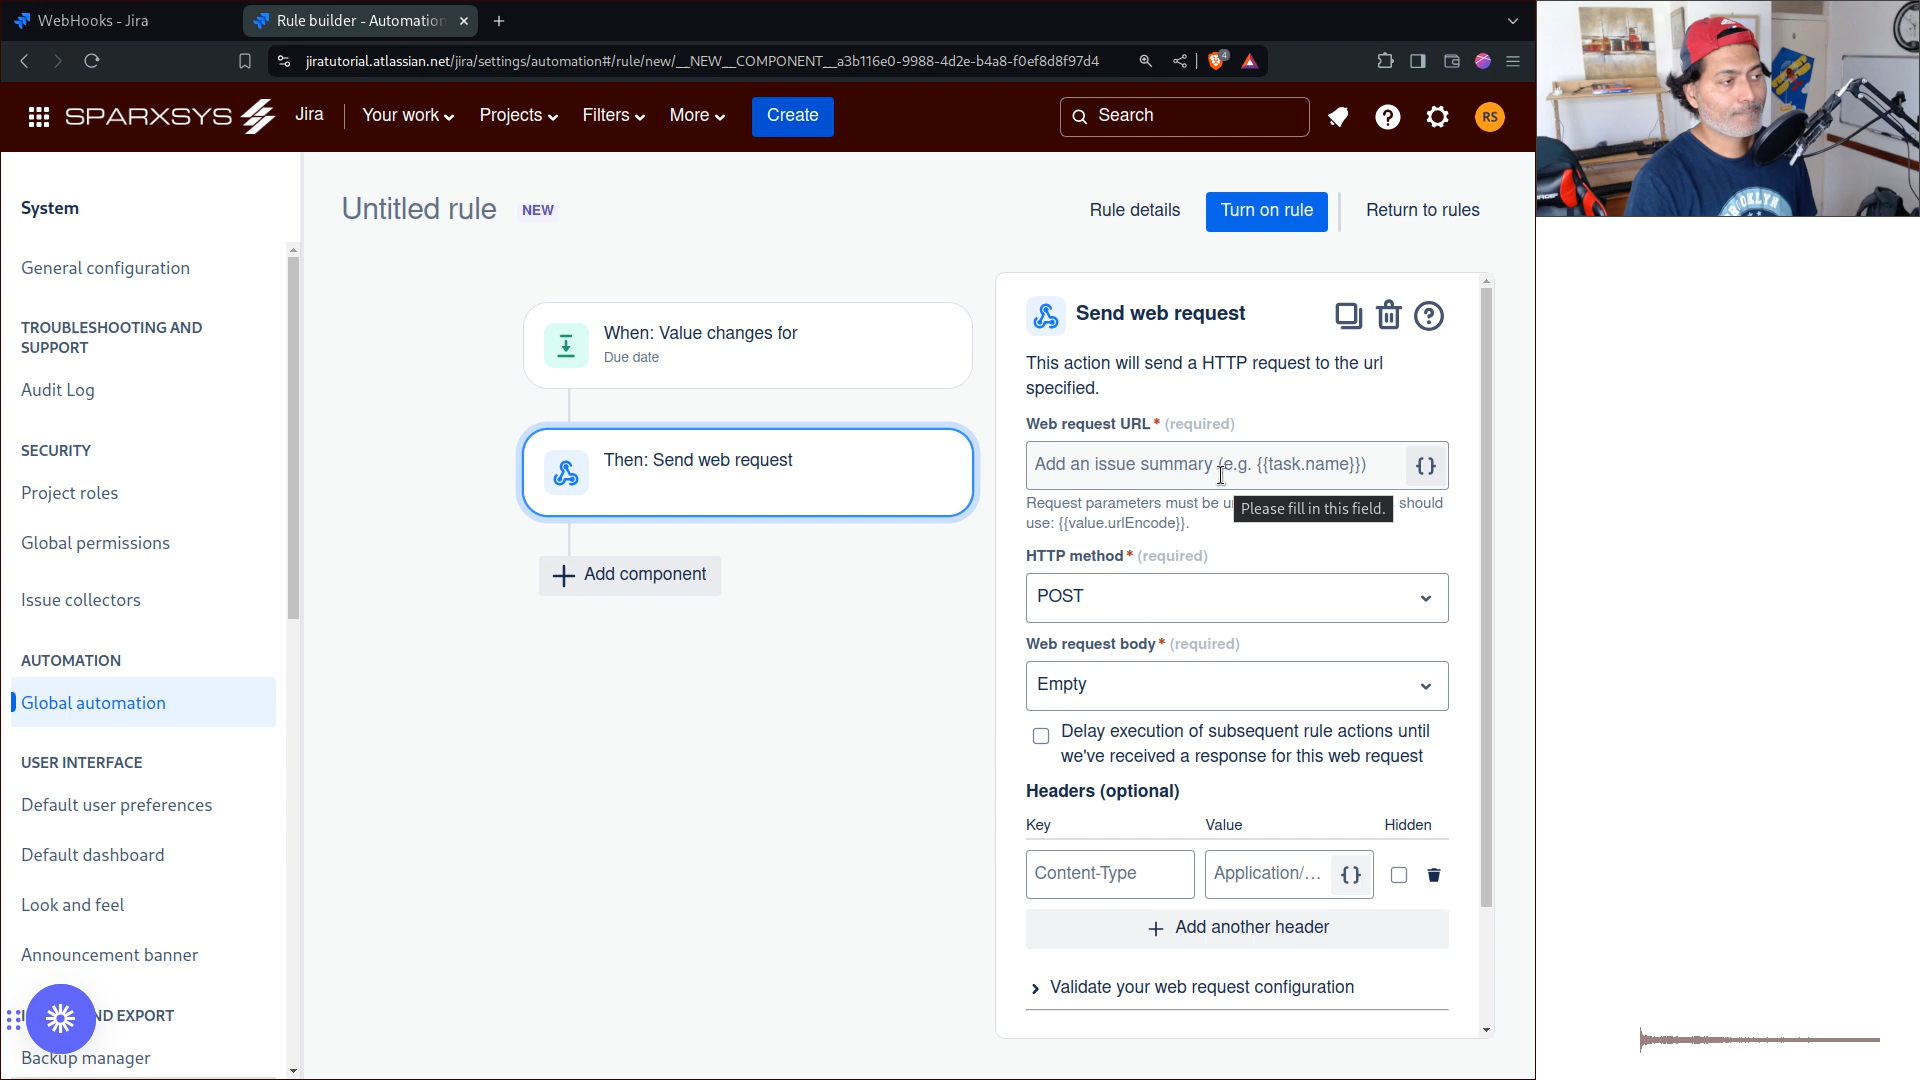 WebHooks - Jira
Rule builder - Automation
jiratutorial.atlassian.net/jira/settings/automation#/rule/new/__NEW__COMPONENT__a3b116e0-9988-4d2e-b4a8-f0ef8d8f97d4
4
SPARXSYS
Jira
Your work
Projects
Filters
More
Create
Search
RS
System
General configuration
TROUBLESHOOTING AND
SUPPORT
Audit Log
SECURITY
Project roles
Global permissions
Issue collectors
AUTOMATION
Global automation
USER INTERFACE
Default user preferences
Default dashboard
Look and feel
Announcement banner
ND EXPORT
Backup manager
Untitled rule
NEW
Rule details
Turn on rule
Return to rules
When: Value changes for
Due date
Then: Send web request
Add component
Send web request
This action will send a HTTP request to the url
specified.
Web request URL * (required)
Add an issue summary (e.g. {{task.name}})
{}
Request parameters must be
should
Please fill in this field.
use: {{value.urlEncode}}.
HTTP method * (required)
POST
Web request body * (required)
Empty
Delay execution of subsequent rule actions until
we've received a response for this web request
Headers (optional)
Key
Value
Hidden
Content-Type
Application/...
{}
Add another header
Validate your web request configuration